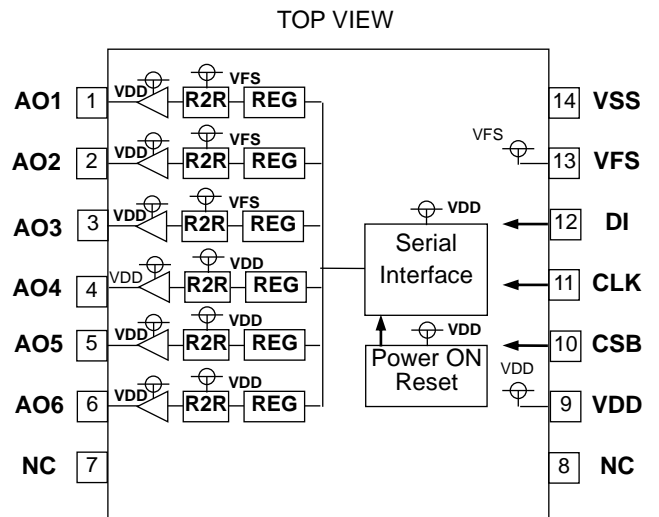 TOP VIEW
VDD VFS
AO1 1 R2R REG 14 VSS
VDD VFS VFS
AO2 2 R2R REG 13 VFS
VDD VFS VDD
AO3 3 R2R REG 12 DI
Serial
Interface
VDD VDD
AO4 4 R2R REG 11 CLK
VDD VDD VDD
AO5 5 R2R REG 10 CSB
Power ON
Reset
VDD VDD VDD
AO6 6 R2R REG 9 VDD
NC 7 8 NC